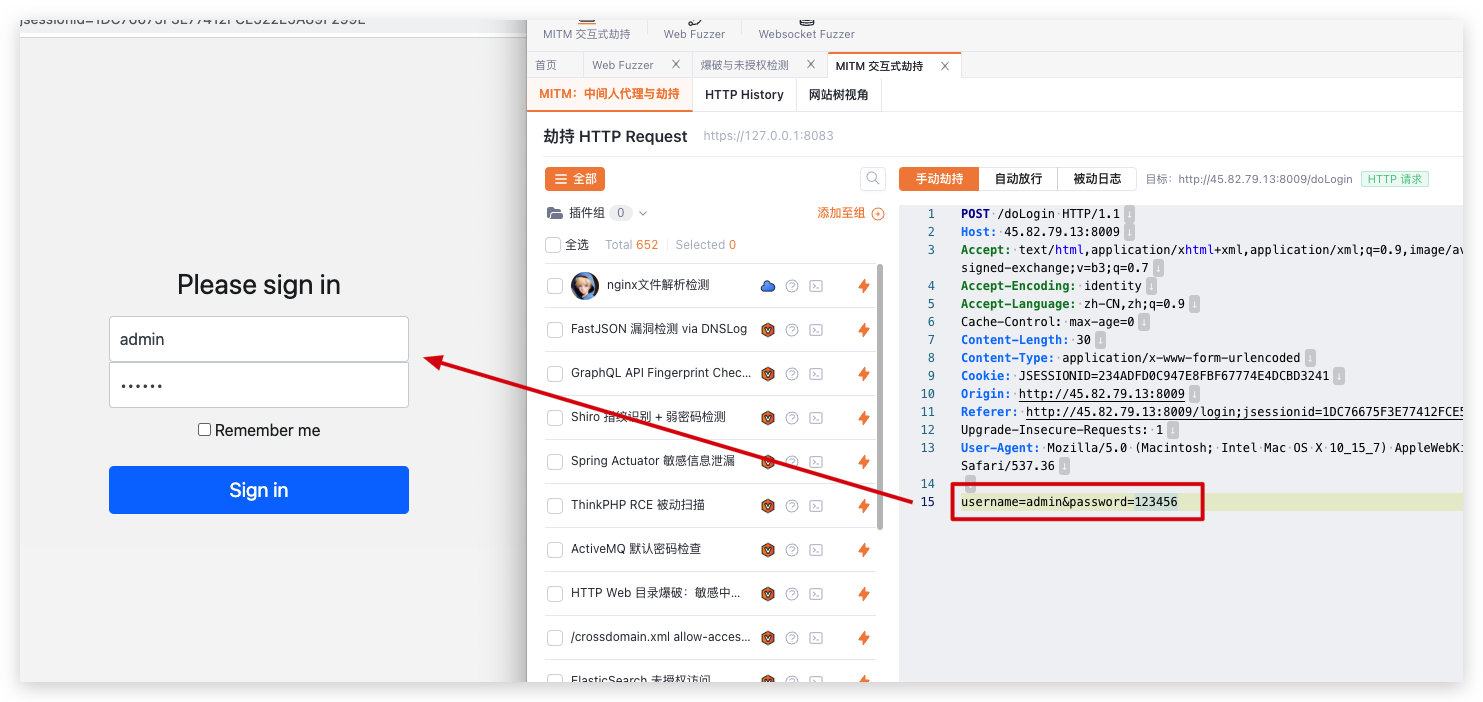 jsessionid=1DC76675F3E77412FCE522E3A89F299E
Please sign in
admin
••••••
Remember me
Sign in
MITM 交互式劫持
Web Fuzzer
Websocket Fuzzer
首页
Web Fuzzer
爆破与未授权检测
MITM 交互式劫持
MITM：中间人代理与劫持
HTTP History
网站树视角
劫持 HTTP Request
https://127.0.0.1:8083
全部
插件组 0
添加至组
全选 Total 652 Selected 0
nginx文件解析检测
FastJSON 漏洞检测 via DNSLog
GraphQL API Fingerprint Chec...
Shiro 指纹识别 + 弱密码检测
Spring Actuator 敏感信息泄漏
ThinkPHP RCE 被动扫描
ActiveMQ 默认密码检查
HTTP Web 目录爆破：敏感中...
/crossdomain.xml allow-acces...
ElasticSearch 未授权访问
手动劫持
自动放行
被动日志
目标：http://45.82.79.13:8009/doLogin
HTTP 请求
1 POST /doLogin HTTP/1.1
2 Host: 45.82.79.13:8009
3 Accept: text/html,application/xhtml+xml,application/xml;q=0.9,image/av
signed-exchange;v=b3;q=0.7
4 Accept-Encoding: identity
5 Accept-Language: zh-CN,zh;q=0.9
6 Cache-Control: max-age=0
7 Content-Length: 30
8 Content-Type: application/x-www-form-urlencoded
9 Cookie: JSESSIONID=234ADFD0C947E8FBF67774E4DCBD3241
10 Origin: http://45.82.79.13:8009
11 Referer: http://45.82.79.13:8009/login;jsessionid=1DC76675F3E77412FCE5
12 Upgrade-Insecure-Requests: 1
13 User-Agent: Mozilla/5.0 (Macintosh; Intel Mac OS X 10_15_7) AppleWebKi
Safari/537.36
14
15 username=admin&password=123456